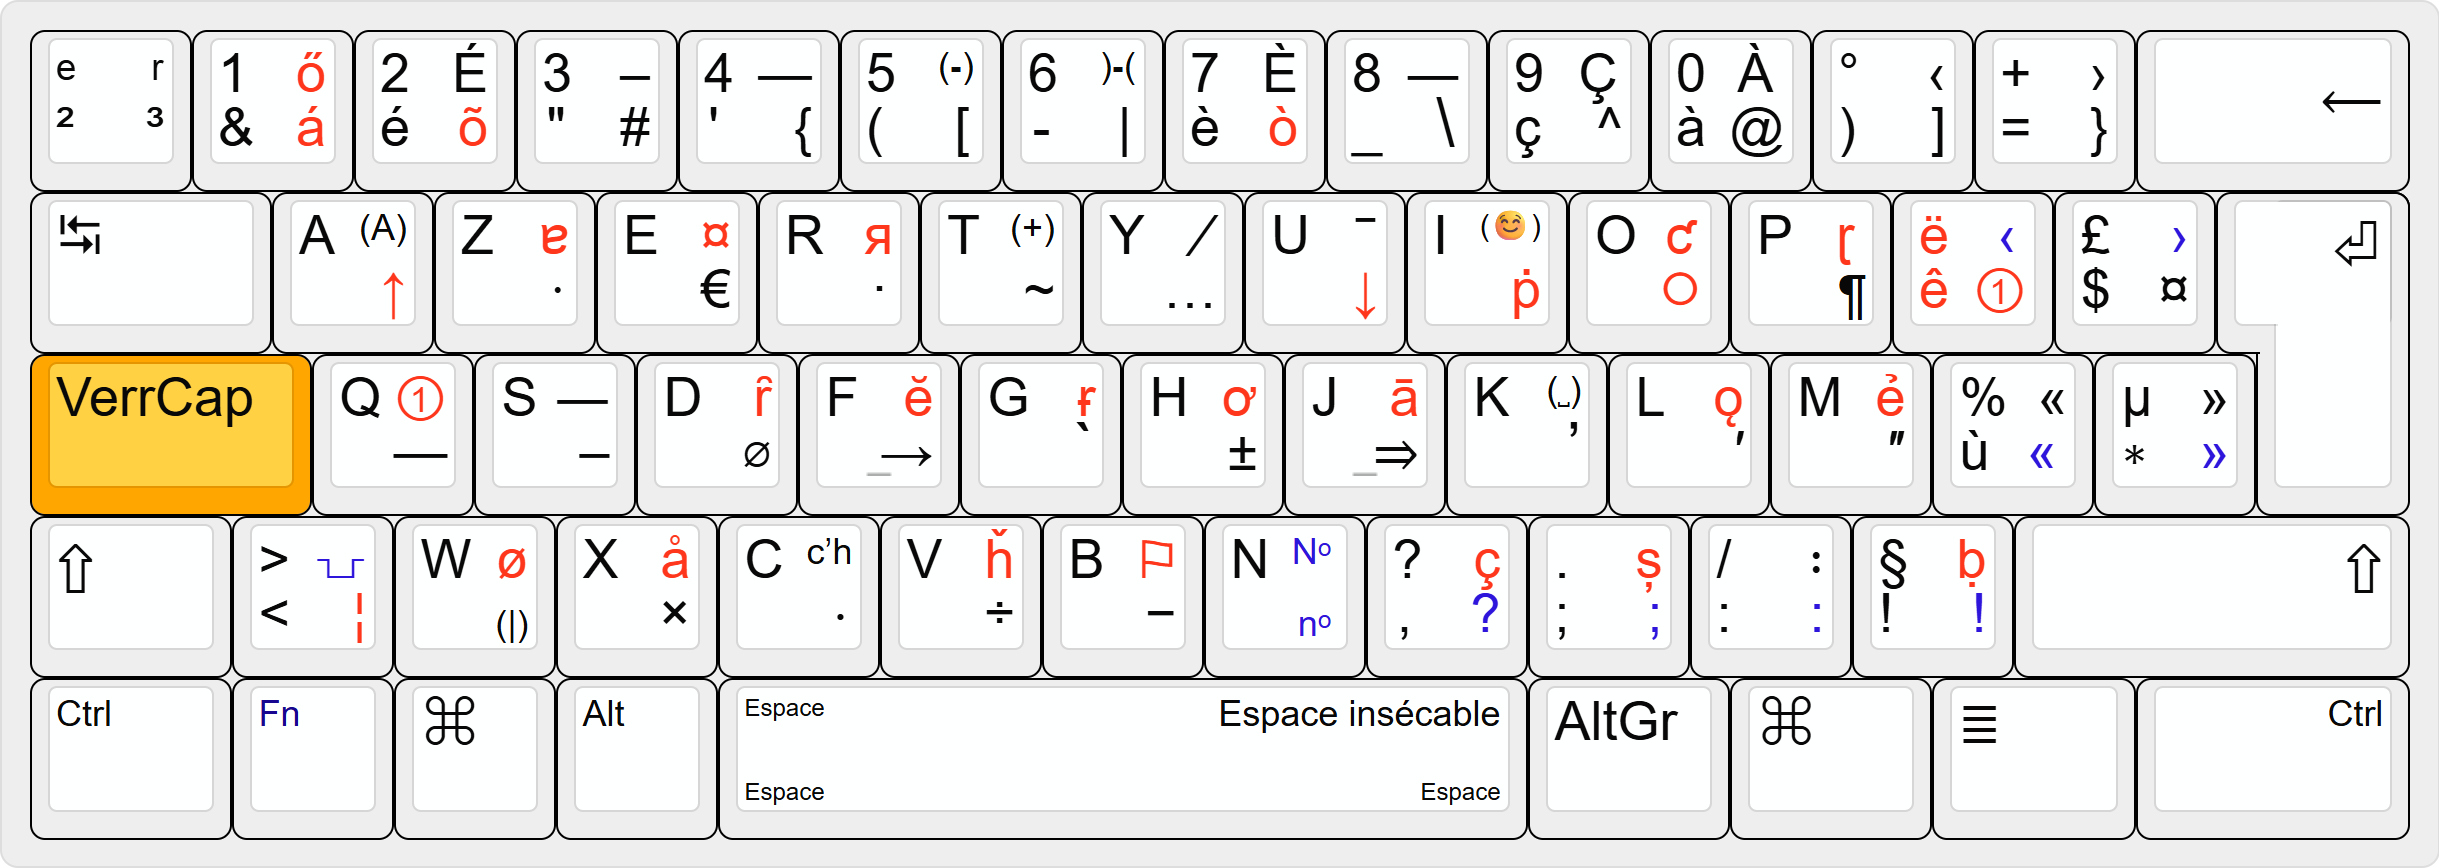 e r 1 ő 2 É 3 – 4 — 5 (-) 6 )-( 7 È 8 — 9 Ç 0 À ° ‹ + › ←
² ³ & á é õ " # ' { ( [ - | è ò _ \ ç ^ à @ ) ] = }
A (A) Z ɐ E ¤ R ᴙ T (+) Y ⁄ U ¯ I (😊) O ƈ P ɽ ë ‹ £ ›
↑ · € · ~ … ↓ ṗ ○ ¶ ê ① $ ¤
VerrCap Q ① S — D ȓ F ĕ G ꞧ H ơ J ā K (⎵) L ǫ M ẻ % « µ »
— – ∅ _→ ` ± _⇒ ’ ′ ″ ù « * »
⇧ > W ø X å C c’h V ȟ B ⚐ N Nº ? ç . ș / : § ḅ ⇧
< ¦ (|) × · ÷ − nº , ? ; ; : : ! !
Ctrl Fn ⌘ Alt Espace Espace insécable AltGr ⌘ Ctrl
Espace Espace